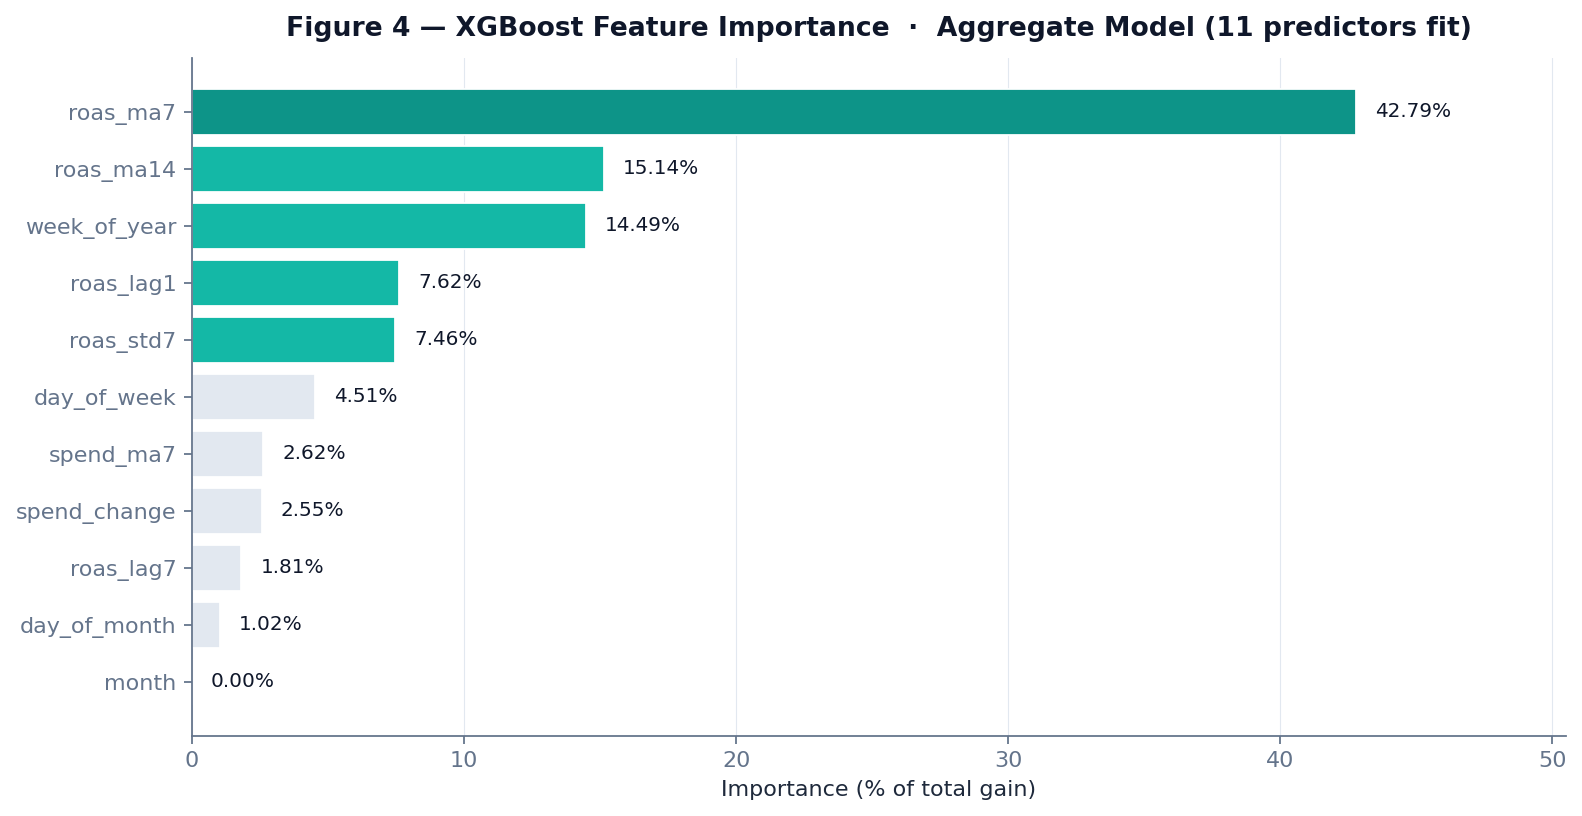 Figure 4 — XGBoost Feature Importance · Aggregate Model (11 predictors fit)
roas_ma7 42.79%
roas_ma14 15.14%
week_of_year 14.49%
roas_lag1 7.62%
roas_std7 7.46%
day_of_week 4.51%
spend_ma7 2.62%
spend_change 2.55%
roas_lag7 1.81%
day_of_month 1.02%
month 0.00%
0 10 20 30 40 50
Importance (% of total gain)